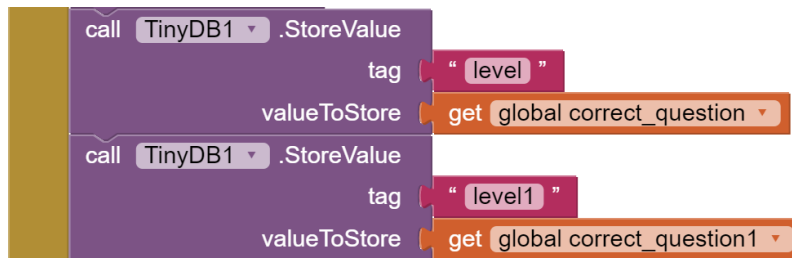 call TinyDB1 .StoreValue
tag “ level ”
valueToStore get global correct_question
call TinyDB1 .StoreValue
tag “ level1 ”
valueToStore get global correct_question1